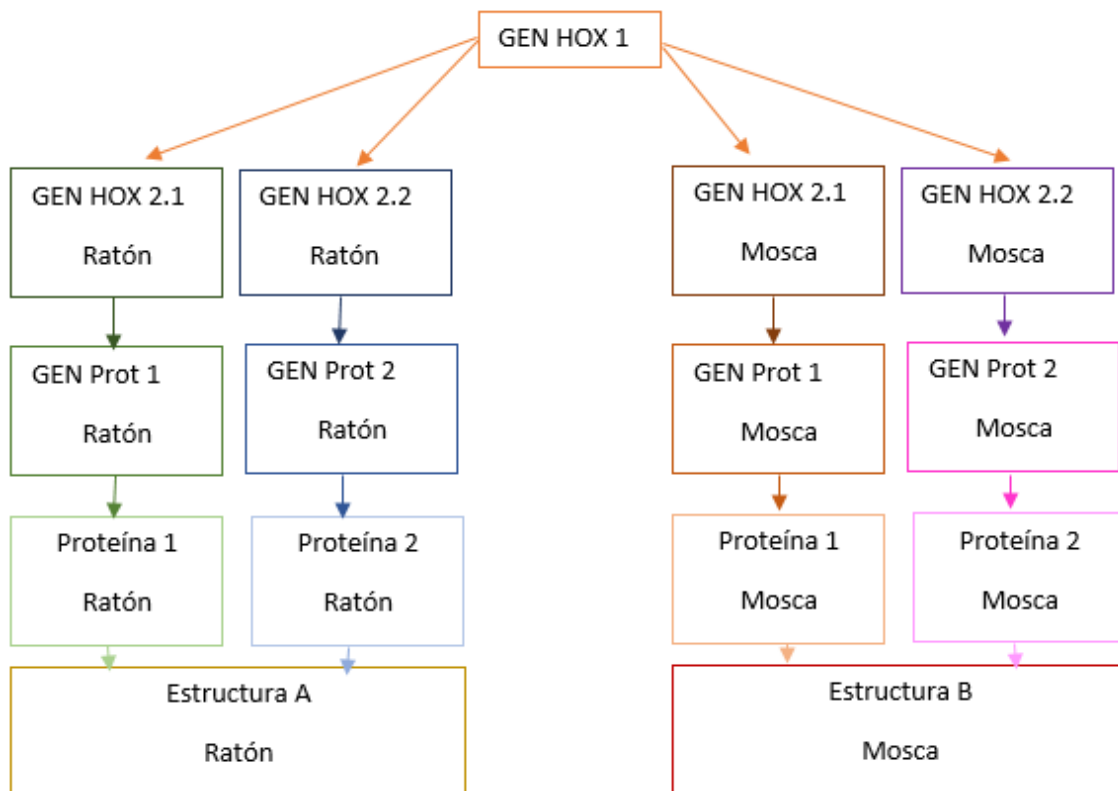 GEN HOX 1
GEN HOX 2.1
Ratón
GEN HOX 2.2
Ratón
GEN HOX 2.1
Mosca
GEN HOX 2.2
Mosca
GEN Prot 1
Ratón
GEN Prot 2
Ratón
GEN Prot 1
Mosca
GEN Prot 2
Mosca
Proteína 1
Ratón
Proteína 2
Ratón
Proteína 1
Mosca
Proteína 2
Mosca
Estructura A
Ratón
Estructura B
Mosca